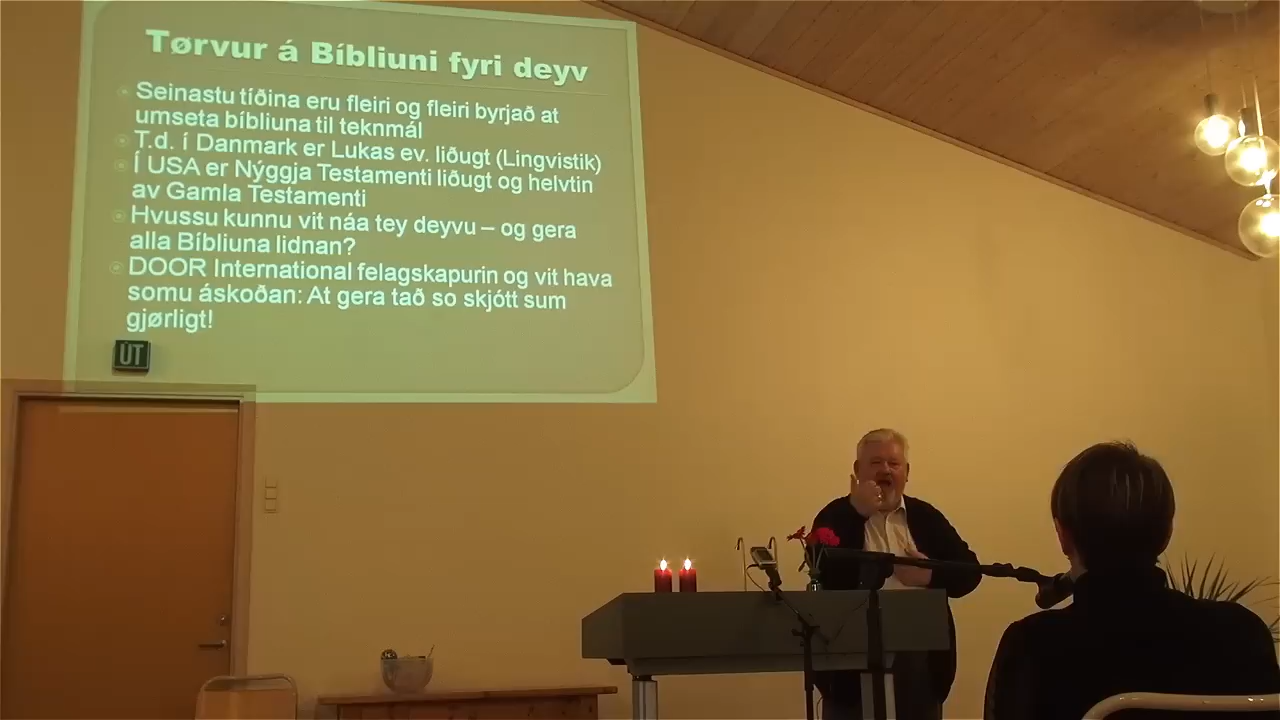 Tørvur á Bíbliuni fyri deyv
Seinastu tíðina eru fleiri og fleiri byrjað at
umseta bíbliuna til teknmál
T.d. í Danmark er Lukas ev. liðugt (Lingvistik)
Í USA er Nýggja Testamenti liðugt og helvtin
av Gamla Testamenti
Hvussu kunnu vit náa tey deyvu – og gera
alla Bíbliuna lidnan?
DOOR International felagskapurin og vit hava
somu áskoðan: At gera tað so skjótt sum
gjørligt!
ÚT